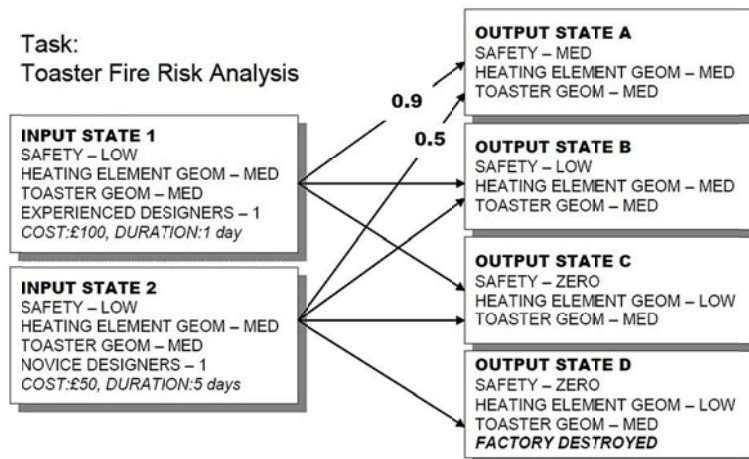 Task:
Toaster Fire Risk Analysis
INPUT STATE 1
SAFETY – LOW
HEATING ELEMENT GEOM – MED
TOASTER GEOM – MED
EXPERIENCED DESIGNERS – 1
COST:£100, DURATION:1 day
INPUT STATE 2
SAFETY – LOW
HEATING ELEMENT GEOM – MED
TOASTER GEOM – MED
NOVICE DESIGNERS – 1
COST:£50, DURATION:5 days
0.9
0.5
OUTPUT STATE A
SAFETY – MED
HEATING ELEMENT GEOM – MED
TOASTER GEOM – MED
OUTPUT STATE B
SAFETY – LOW
HEATING ELEMENT GEOM – MED
TOASTER GEOM – MED
OUTPUT STATE C
SAFETY – ZERO
HEATING ELEMENT GEOM – LOW
TOASTER GEOM – MED
OUTPUT STATE D
SAFETY – ZERO
HEATING ELEMENT GEOM – LOW
TOASTER GEOM – MED
FACTORY DESTROYED